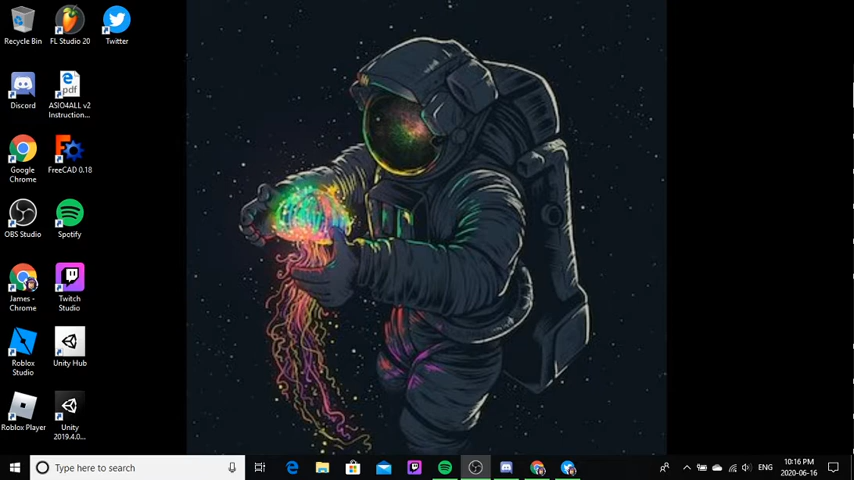 Recycle Bin
FL Studio 20
Twitter
Discord
e
pdf
ASIO4ALL v2
Instruction...
Google
Chrome
FreeCAD 0.18
OBS Studio
Spotify
James -
Chrome
Twitch
Studio
Roblox
Studio
Unity Hub
Roblox Player
Unity
2019.4.0...
Type here to search
ENG
10:16 PM
2020-06-16